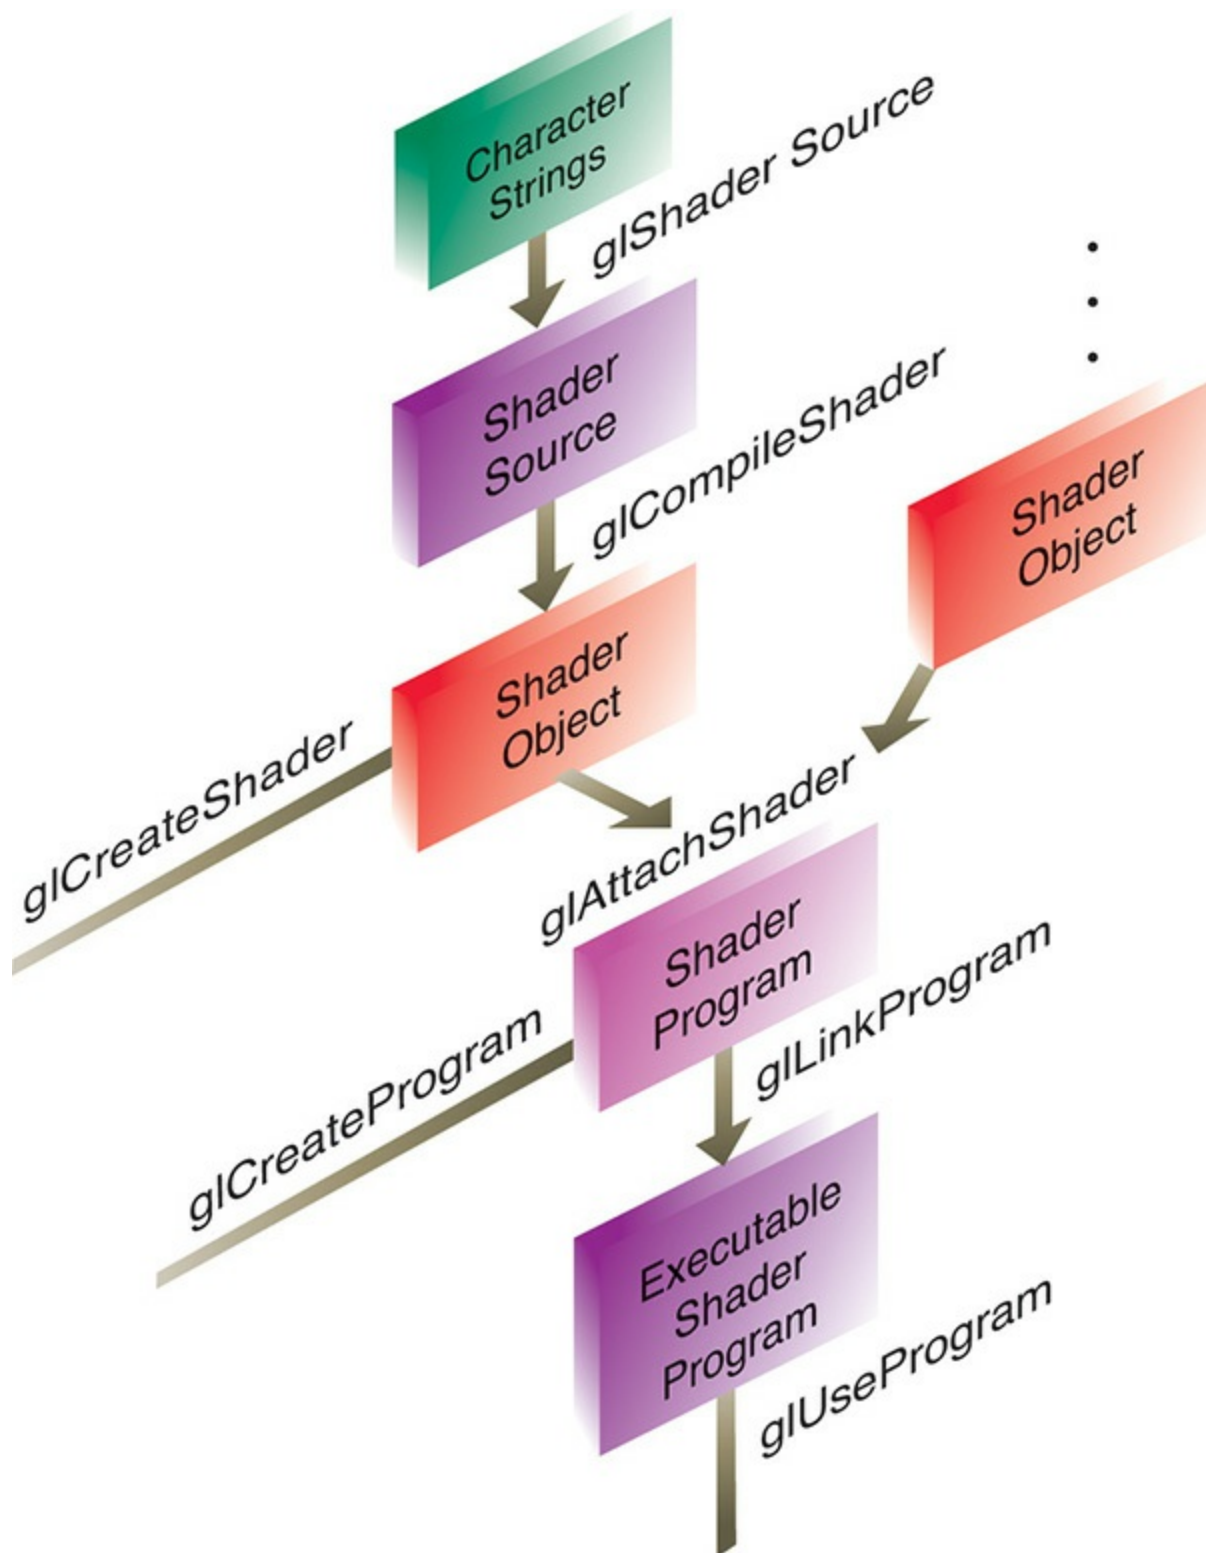 Character
Strings
glShader Source
Shader
Source
glCompileShader
Shader
Object
Shader
Object
glCreateShader
glAttachShader
Shader
Program
glCreateProgram
glLinkProgram
Executable
Shader
Program
glUseProgram